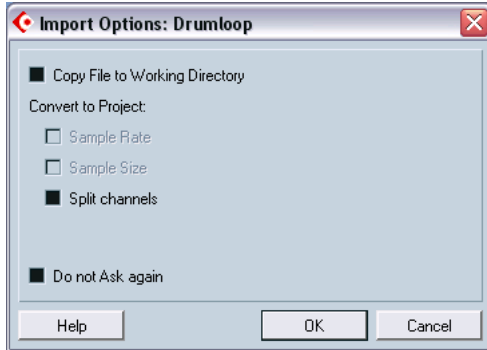 Import Options: Drumloop
Copy File to Working Directory
Convert to Project:
Sample Rate
Sample Size
Split channels
Do not Ask again
Help OK Cancel